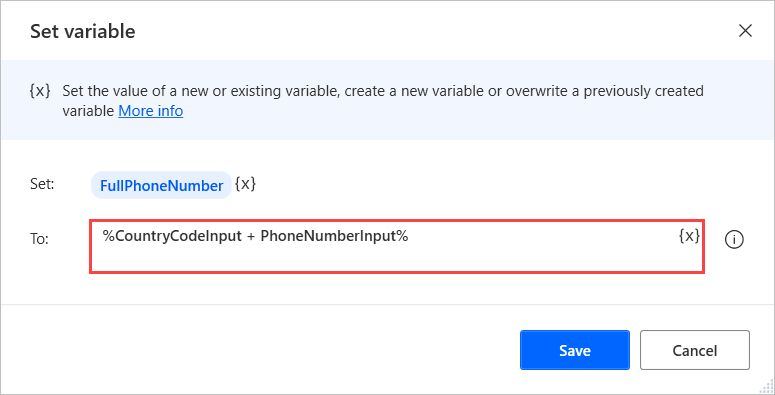 Set variable
{x} Set the value of a new or existing variable, create a new variable or overwrite a previously created
variable More info
Set: FullPhoneNumber {x}
To: %CountryCodeInput + PhoneNumberInput% {x}
Save Cancel